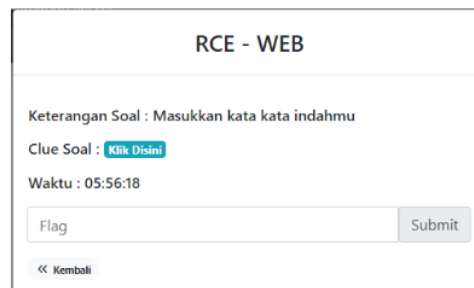 RCE - WEB
Keterangan Soal : Masukkan kata kata indahmu
Clue Soal : Klik Disini
Waktu : 05:56:18
Flag Submit
« Kembali